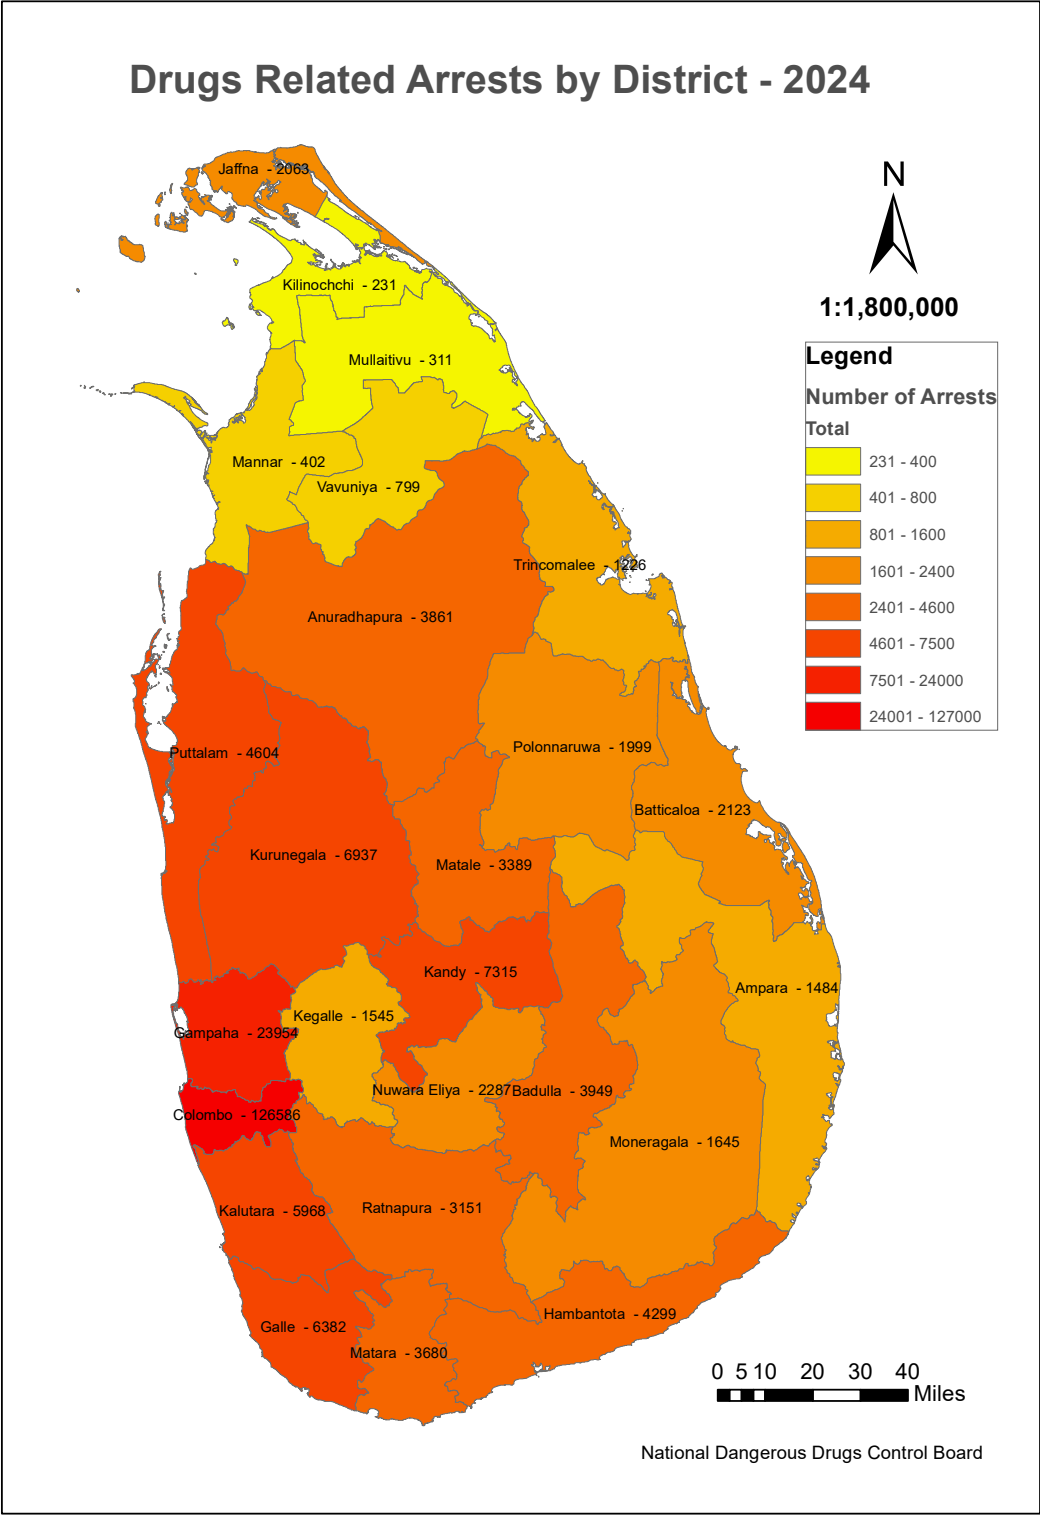 Drugs Related Arrests by District - 2024
N
1:1,800,000
Legend
Number of Arrests
Total
231 - 400
401 - 800
801 - 1600
1601 - 2400
2401 - 4600
4601 - 7500
7501 - 24000
24001 - 127000
Jaffna - 2063
Kilinochchi - 231
Mullaitivu - 311
Mannar - 402
Vavuniya - 799
Trincomalee - 1226
Anuradhapura - 3861
Puttalam - 4604
Polonnaruwa - 1999
Batticaloa - 2123
Kurunegala - 6937
Matale - 3389
Kandy - 7315
Ampara - 1484
Kegalle - 1545
Gampaha - 23954
Nuwara Eliya - 2287
Badulla - 3949
Colombo - 126586
Moneragala - 1645
Kalutara - 5968
Ratnapura - 3151
Hambantota - 4299
Galle - 6382
Matara - 3680
0 5 10 20 30 40
Miles
National Dangerous Drugs Control Board